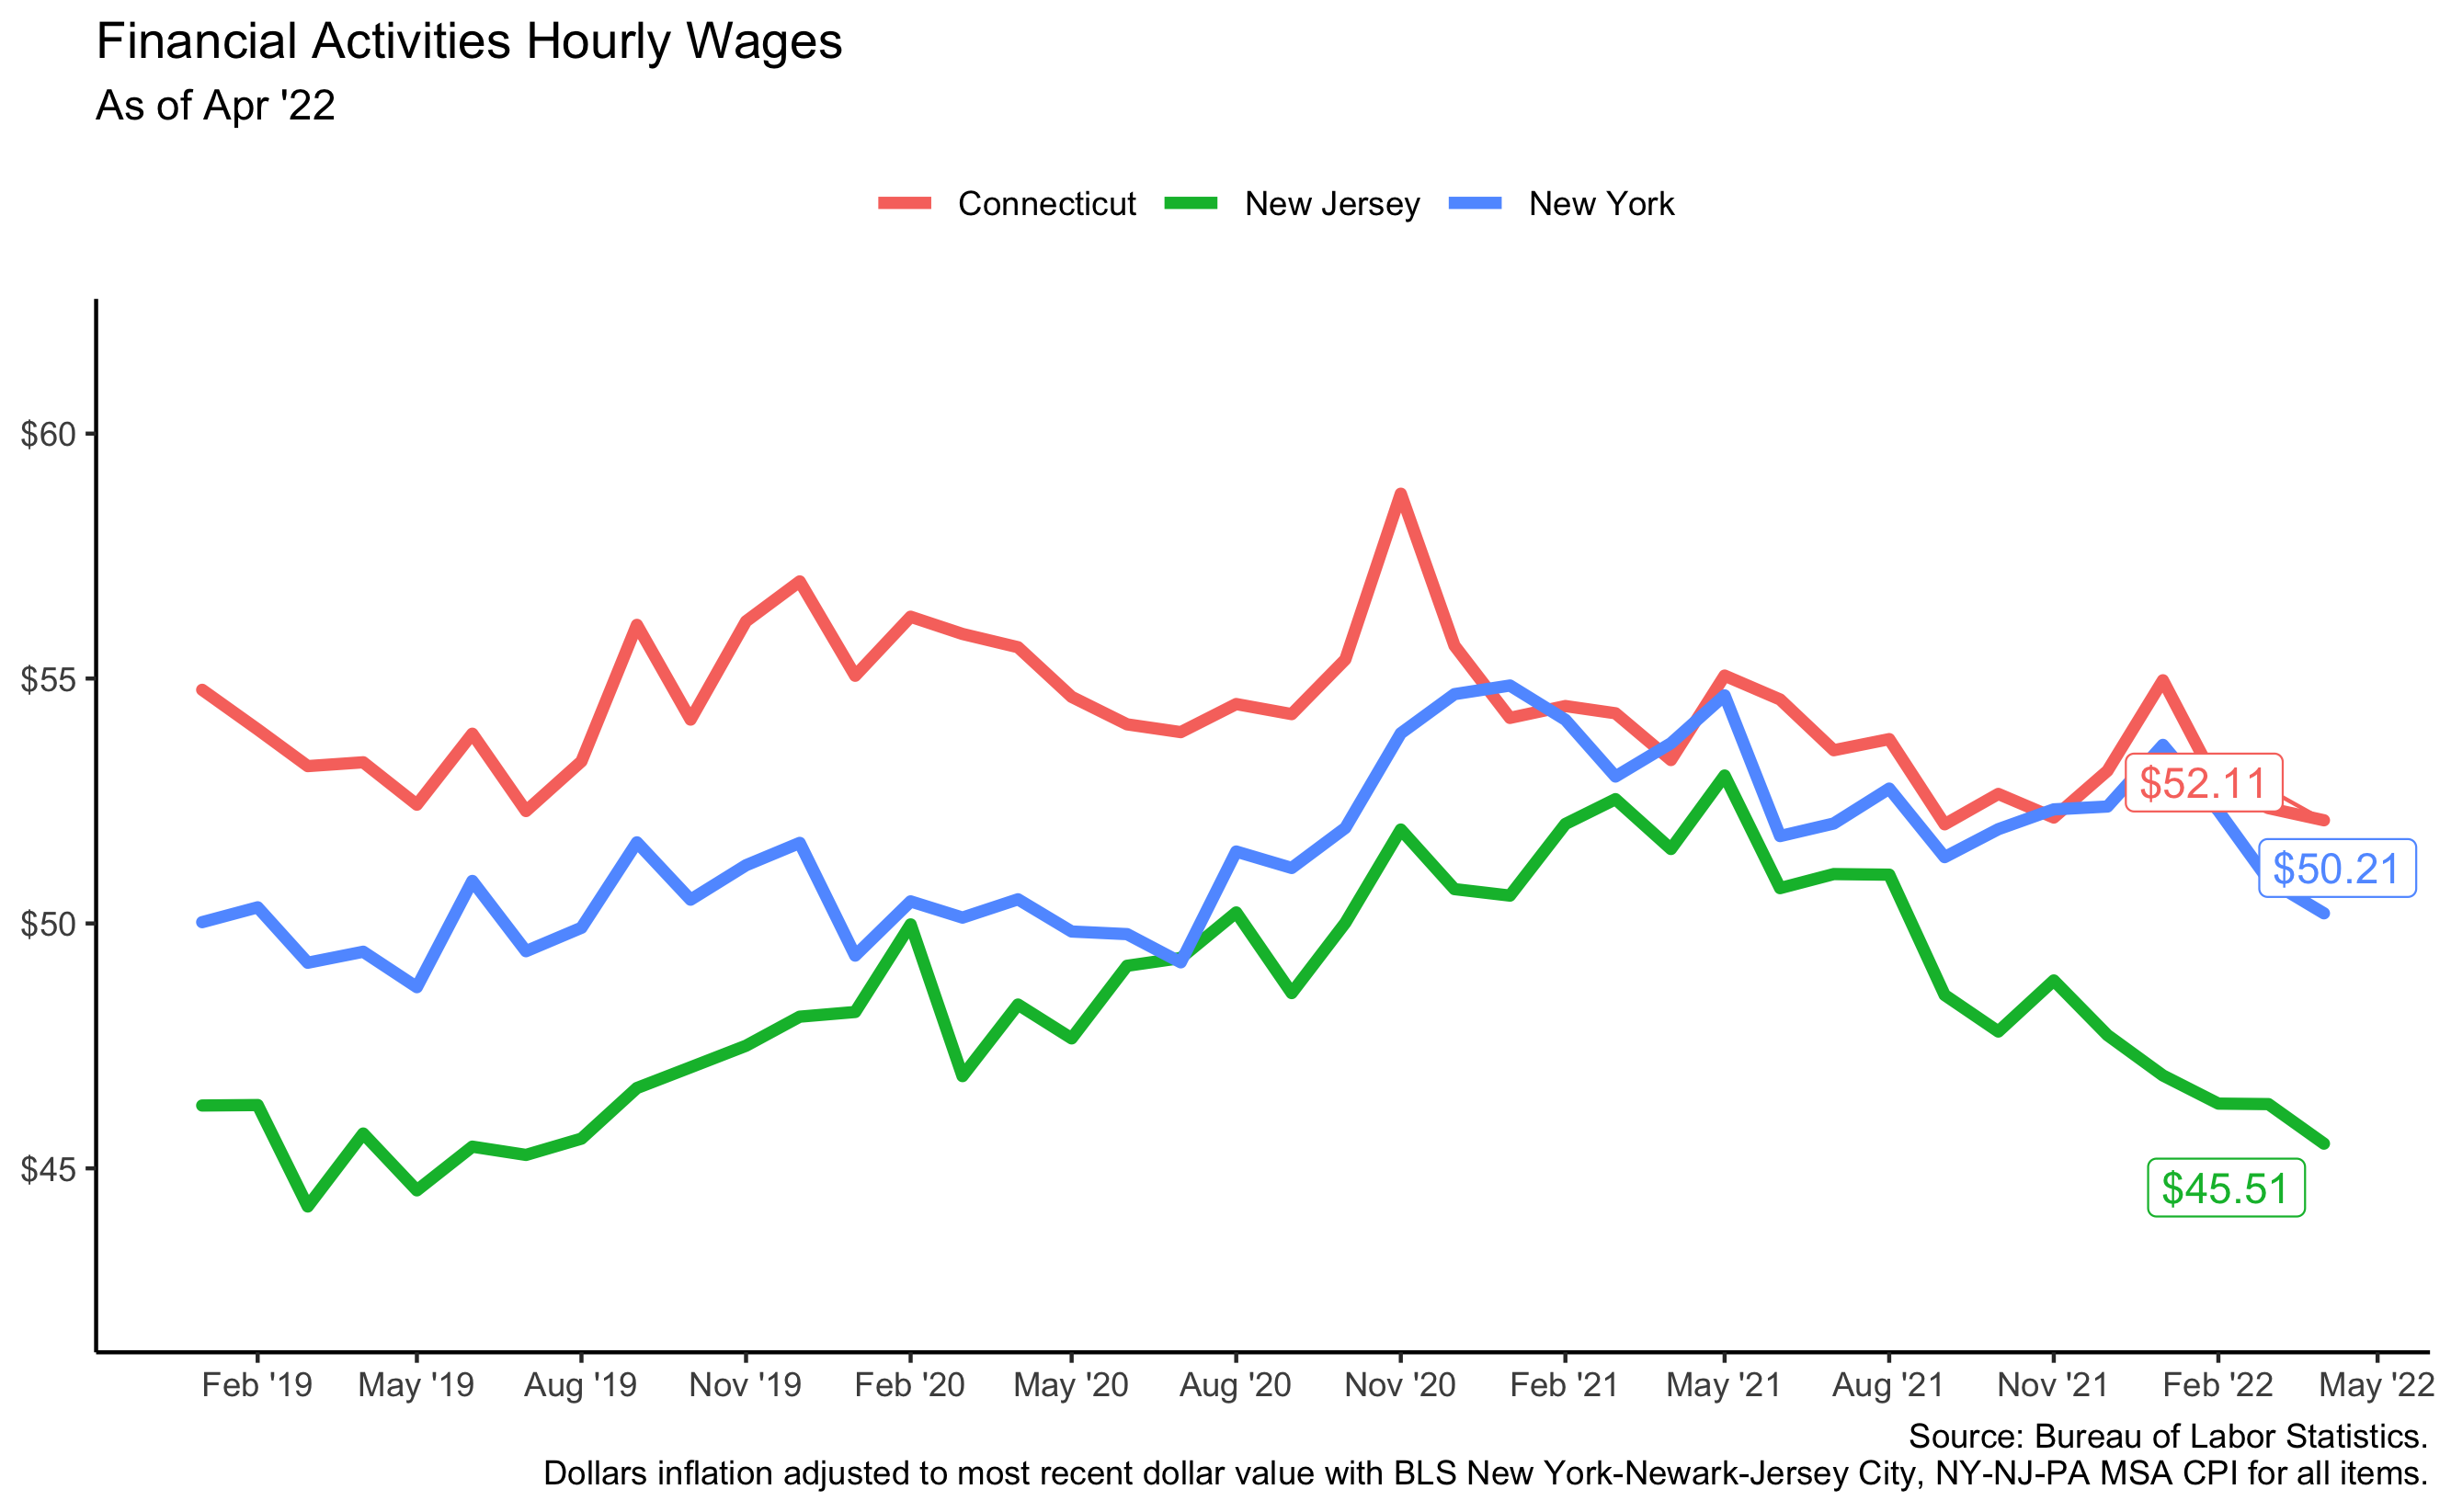 Financial Activities Hourly Wages
As of Apr '22
Connecticut New Jersey New York
$60
$55
$50
$45
$52.11
$50.21
$45.51
Feb '19 May '19 Aug '19 Nov '19 Feb '20 May '20 Aug '20 Nov '20 Feb '21 May '21 Aug '21 Nov '21 Feb '22 May '22
Source: Bureau of Labor Statistics.
Dollars inflation adjusted to most recent dollar value with BLS New York-Newark-Jersey City, NY-NJ-PA MSA CPI for all items.